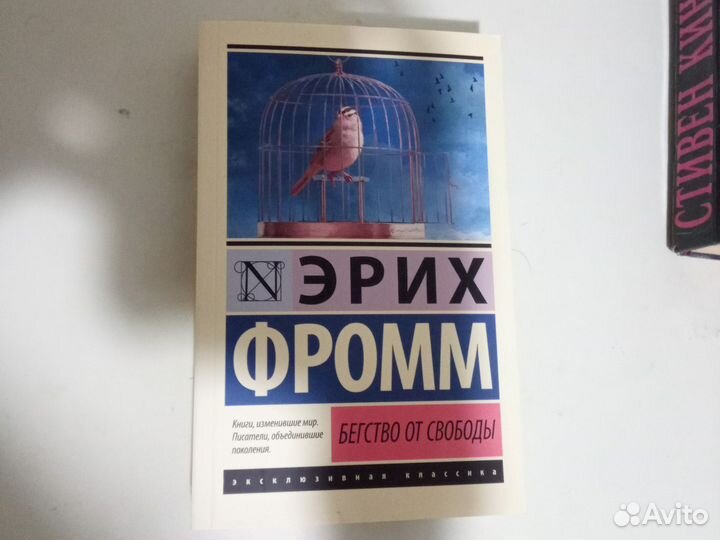 ЭРИХ
ФРОММ
Книги, изменившие мир.
Писатели, объединившие
поколения.
БЕГСТВО ОТ СВОБОДЫ
эксклюзивная классика
СТИВЕН КИН
Avito